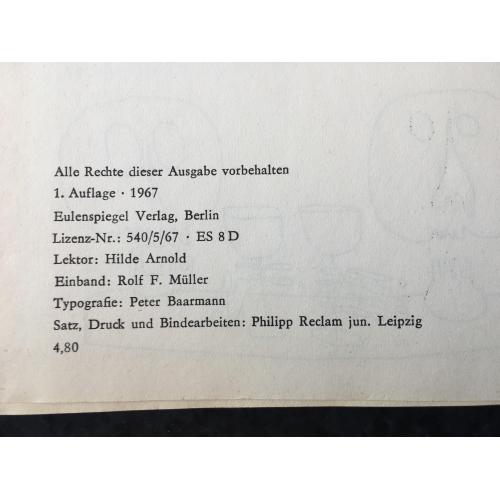 Alle Rechte dieser Ausgabe vorbehalten
1. Auflage · 1967
Eulenspiegel Verlag, Berlin
Lizenz-Nr.: 540/5/67 · ES 8 D
Lektor: Hilde Arnold
Einband: Rolf F. Müller
Typografie: Peter Baarmann
Satz, Druck und Bindearbeiten: Philipp Reclam jun. Leipzig
4,80